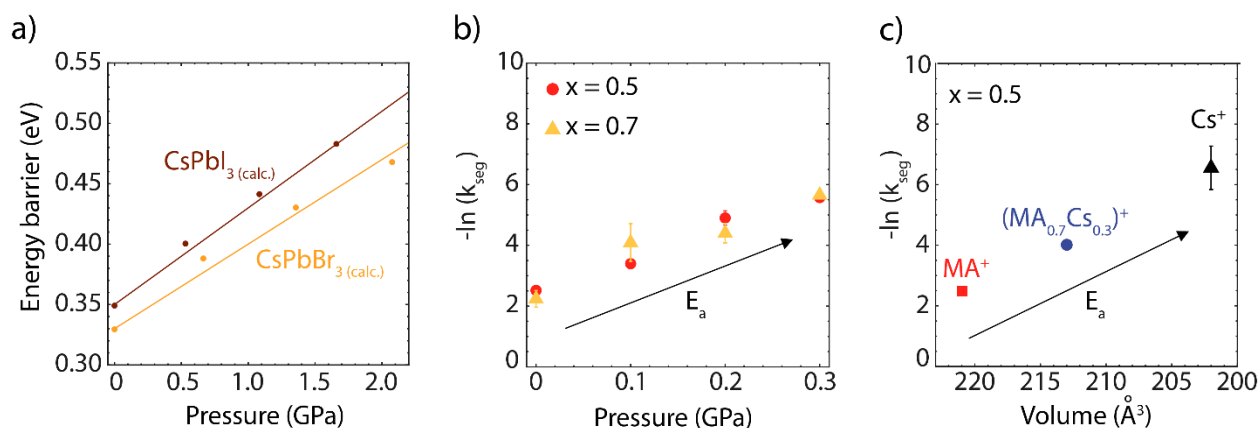 a)
0.55
0.50
0.45
0.40
0.35
0.30
Energy barrier (eV)
CsPbI3 (calc.)
CsPbBr3 (calc.)
0
0.5
1.0
1.5
2.0
Pressure (GPa)
b)
10
8
6
4
2
0
-ln (kseg)
x = 0.5
x = 0.7
Ea
0
0.1
0.2
0.3
Pressure (GPa)
c)
10
8
6
4
2
0
-ln (kseg)
x = 0.5
Cs+
(MA0.7Cs0.3)+
MA+
Ea
220
215
210
205
200
Volume (Å3)